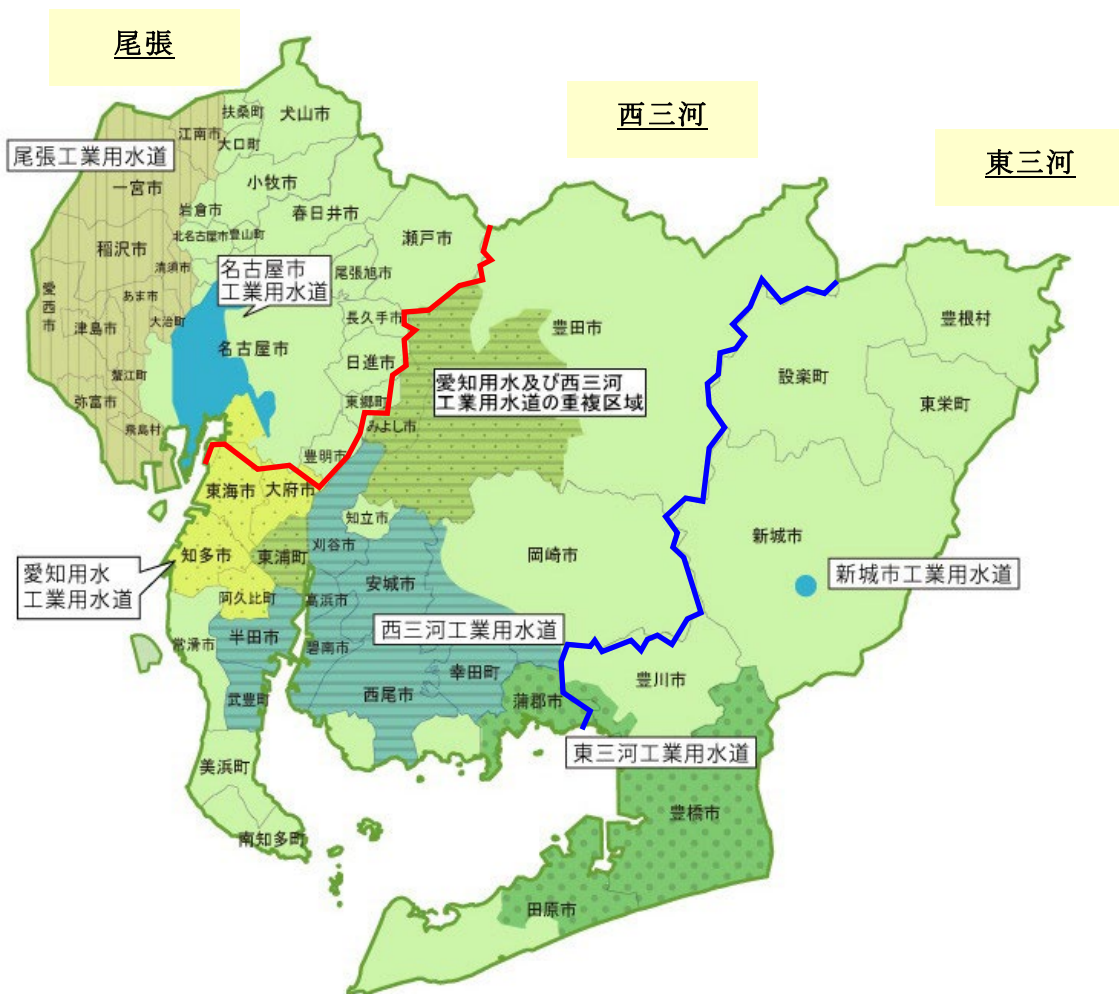 尾張
西三河
東三河
扶桑町
犬山市
江南市
大口町
尾張工業用水道
一宮市
小牧市
岩倉市
春日井市
北名古屋市
豊山町
瀬戸市
稲沢市
清須市
名古屋市
工業用水道
尾張旭市
愛西市
あま市
津島市
大治町
長久手市
豊田市
豊根村
名古屋市
日進市
設楽町
蟹江町
愛知用水及び西三河
工業用水道の重複区域
東栄町
弥富市
東郷町
みよし市
飛島村
豊明市
東海市
大府市
知立市
新城市
刈谷市
岡崎市
知多市
東浦町
愛知用水
工業用水道
安城市
新城市工業用水道
阿久比町
高浜市
半田市
西三河工業用水道
常滑市
碧南市
幸田町
豊川市
武豊町
西尾市
蒲郡市
東三河工業用水道
美浜町
豊橋市
南知多町
田原市